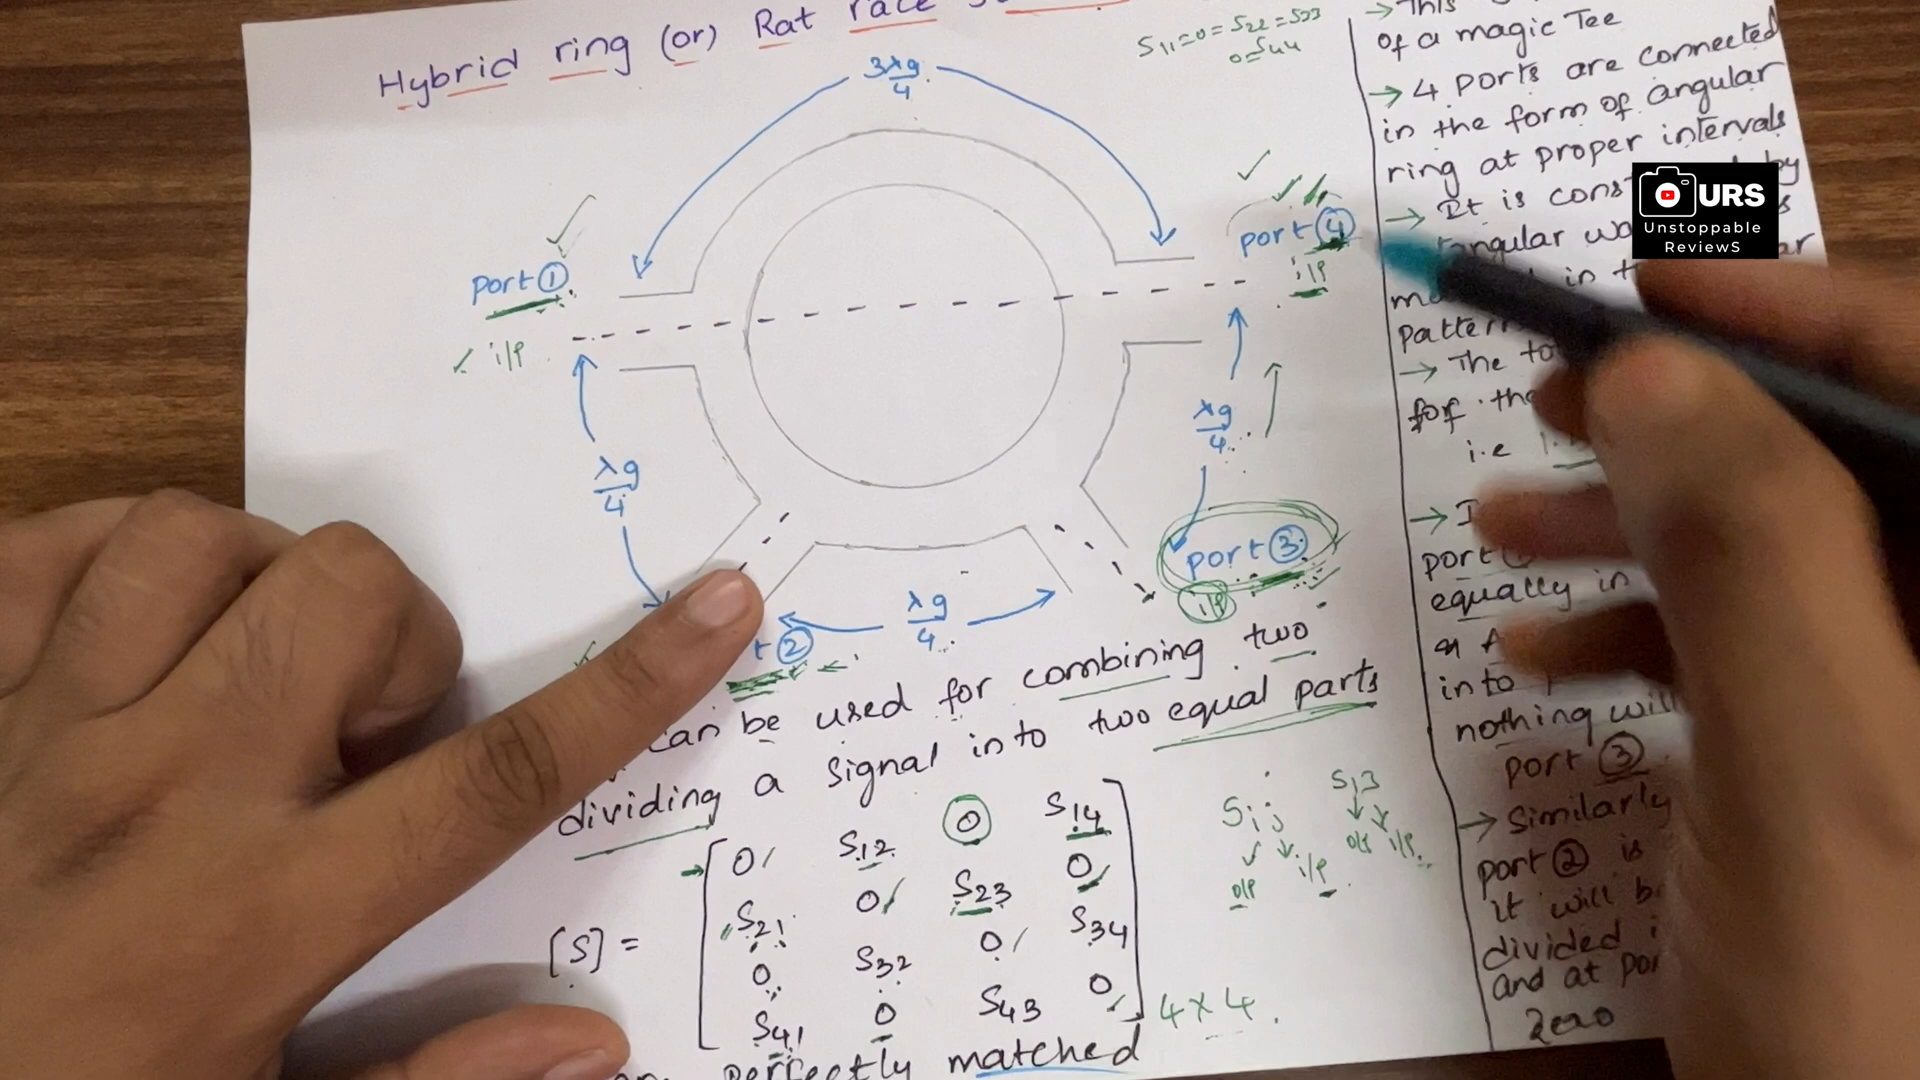 Hybrid ring (or) Rat race
3λg/4
S11=0=S22=S33
0=S44
port ①
i/p
port ④
i/p
λg/4
λg/4
port ③
i/p
λg/4
t ②
can be used for combining two
dividing a signal into two equal parts
[S] =
0 S12 0 S14
S21 0 S23 0
0 S32 0 S34
S41 0 S43 0
4×4
Sij
o/p i/p
S13
o/p i/p
perfectly matched
→ This
of a magic Tee
→ 4 ports are connected
in the form of angular
ring at proper intervals
→ It is by
in
→ The
for
i.e
→
port
equally in
into
nothing will
port ③
→ Similarly
port ② is
it will
divided
and at
Zero
OURS
Unstoppable
ReviewS